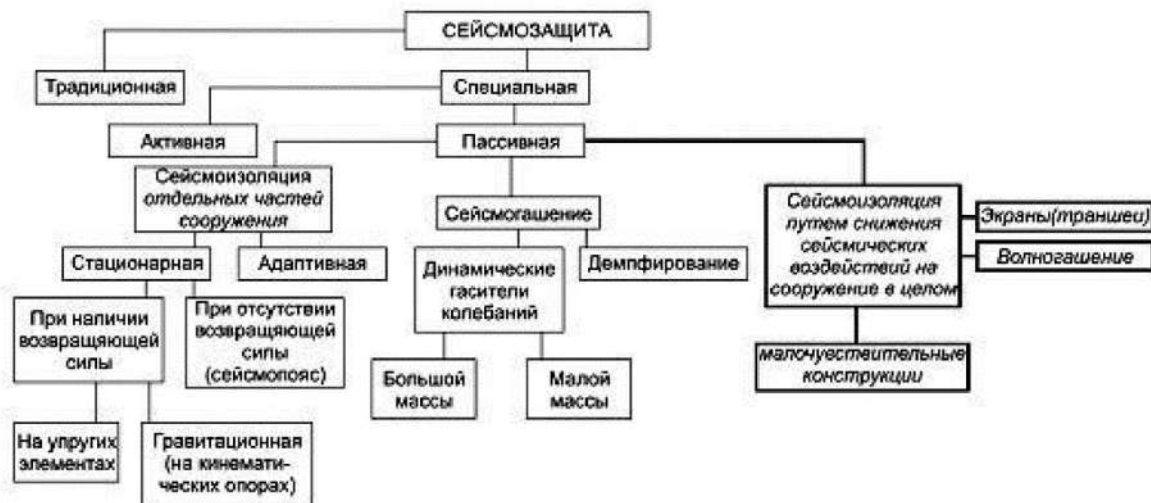 СЕЙСМОЗАЩИТА
Традиционная
Специальная
Активная
Пассивная
Сейсмоизоляция
отдельных частей
сооружения
Сейсмогашение
Сейсмоизоляция
путем снижения
сейсмических
воздействий на
сооружение в целом
Экраны(траншеи)
Волногашение
Стационарная
Адаптивная
Динамические
гасители
колебаний
Демпфирование
При наличии
возвращяющей
силы
При отсутствии
возвращяющей
силы
(сейсмопояс)
малочувствительные
конструкции
Большой
массы
Малой
массы
На упругих
элементах
Гравитационная
(на кинемати-
ческих опорах)